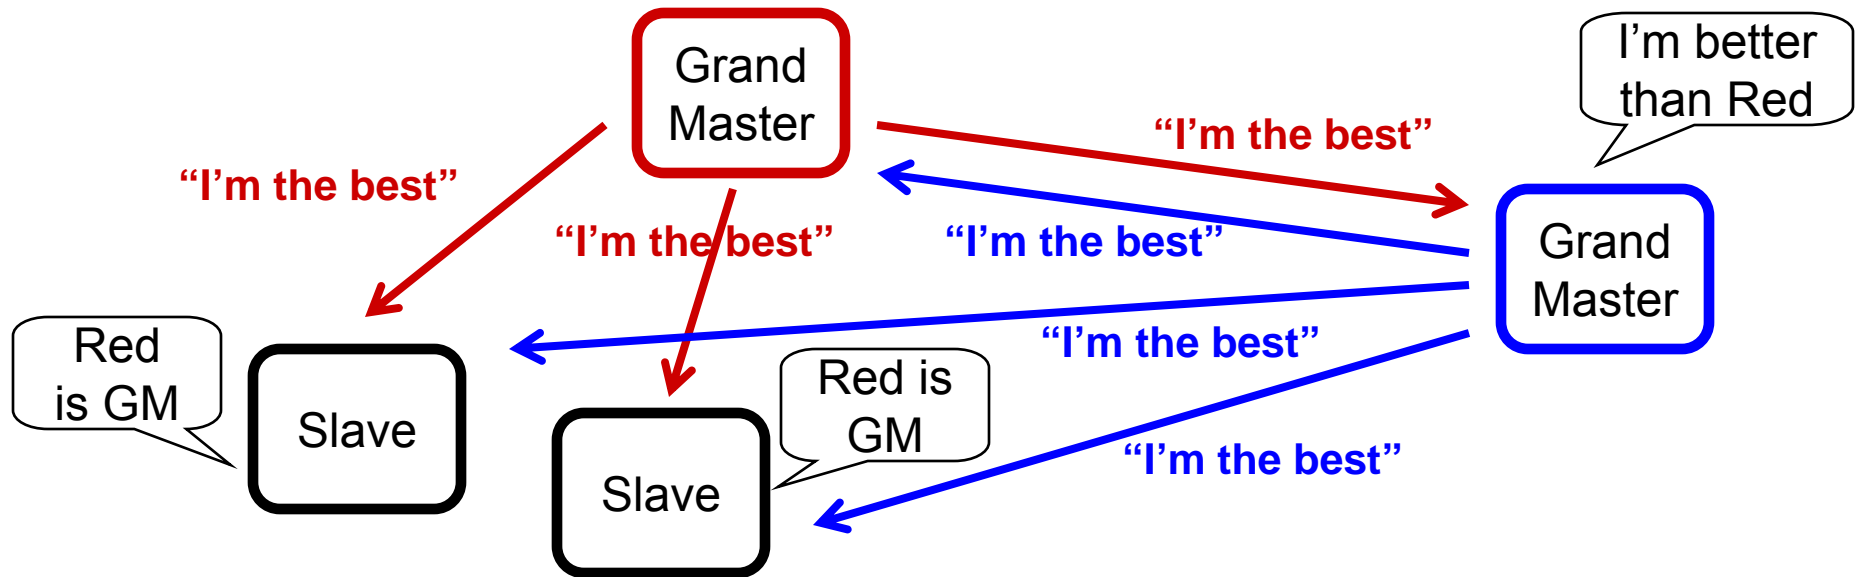 Grand
Master
I’m better
than Red
“I’m the best”
“I’m the best”
“I’m the best”
“I’m the best”
Grand
Master
“I’m the best”
Red
is GM
Slave
Red is
GM
Slave
“I’m the best”